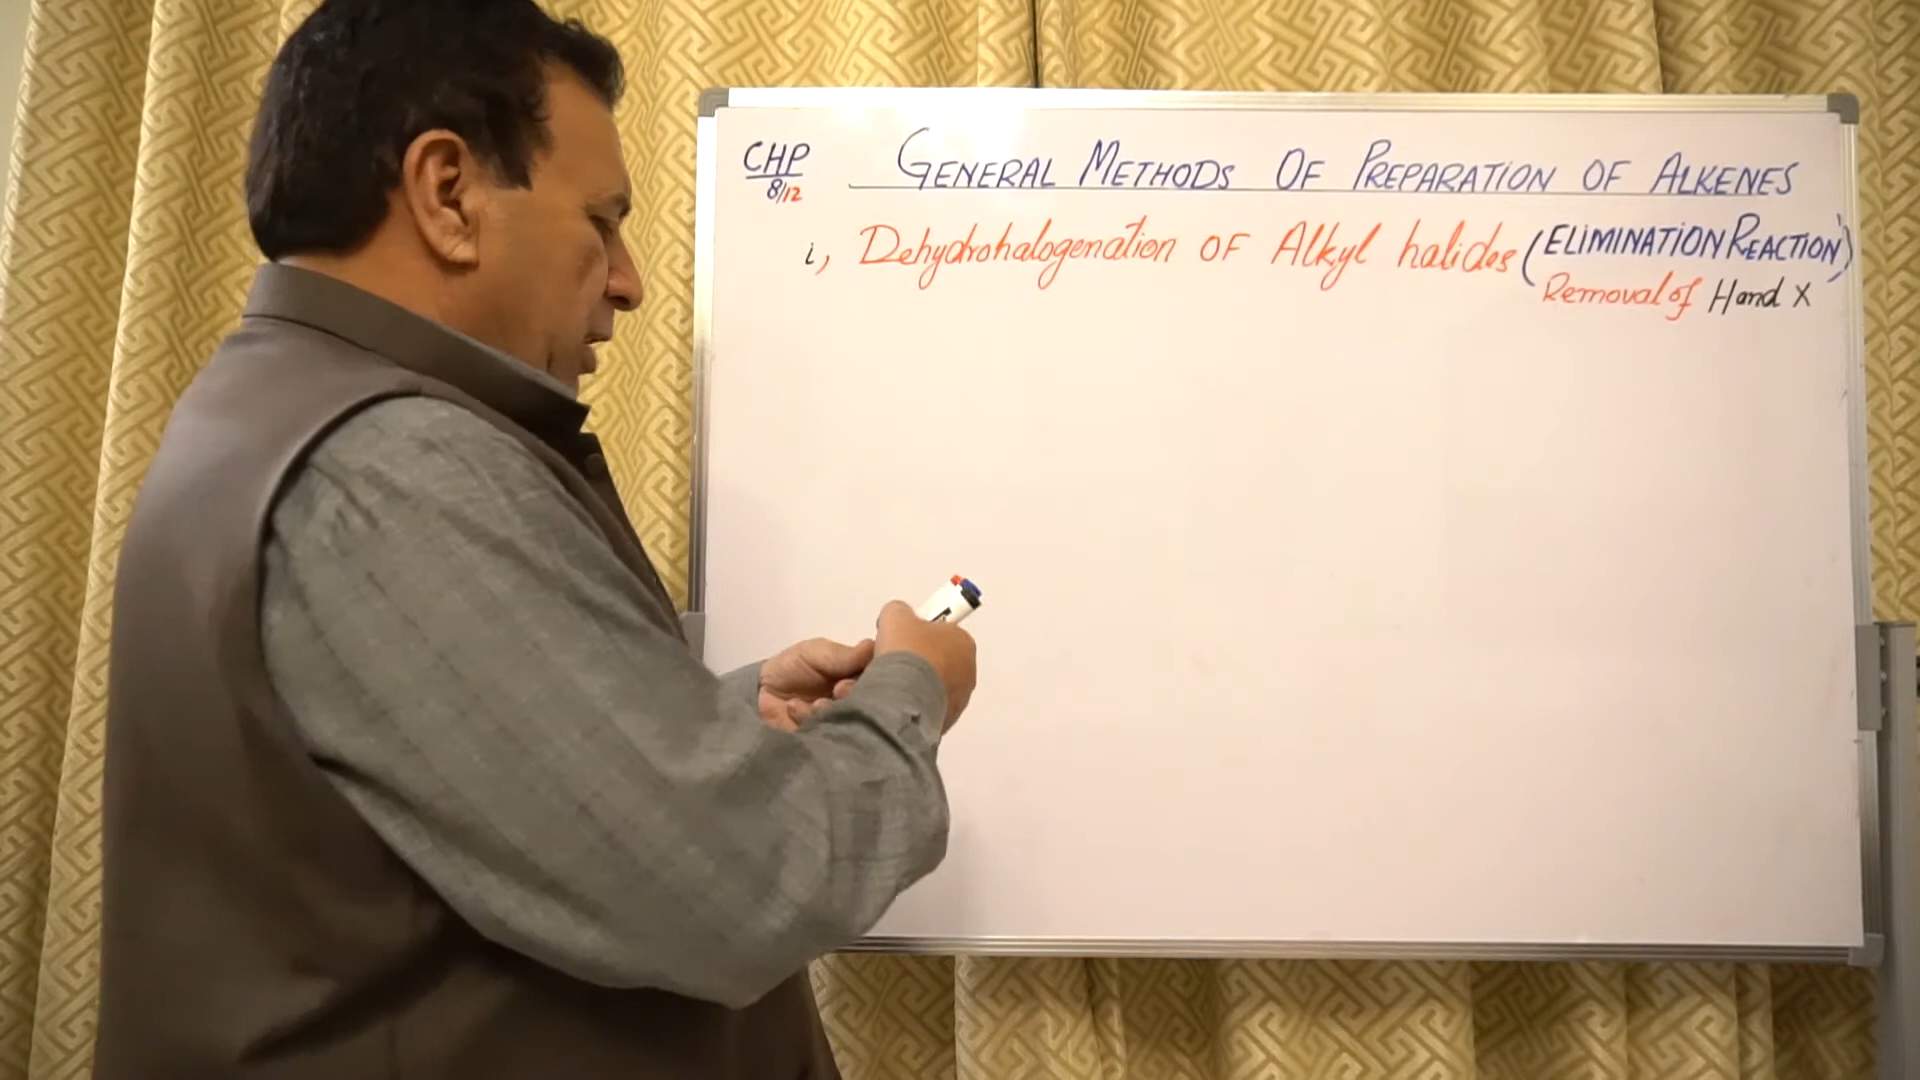 CHP
8/12
GENERAL METHODS OF PREPARATION OF ALKENES
i, Dehydrohalogenation OF Alkyl halides (ELIMINATION REACTION)
Removal of H and X